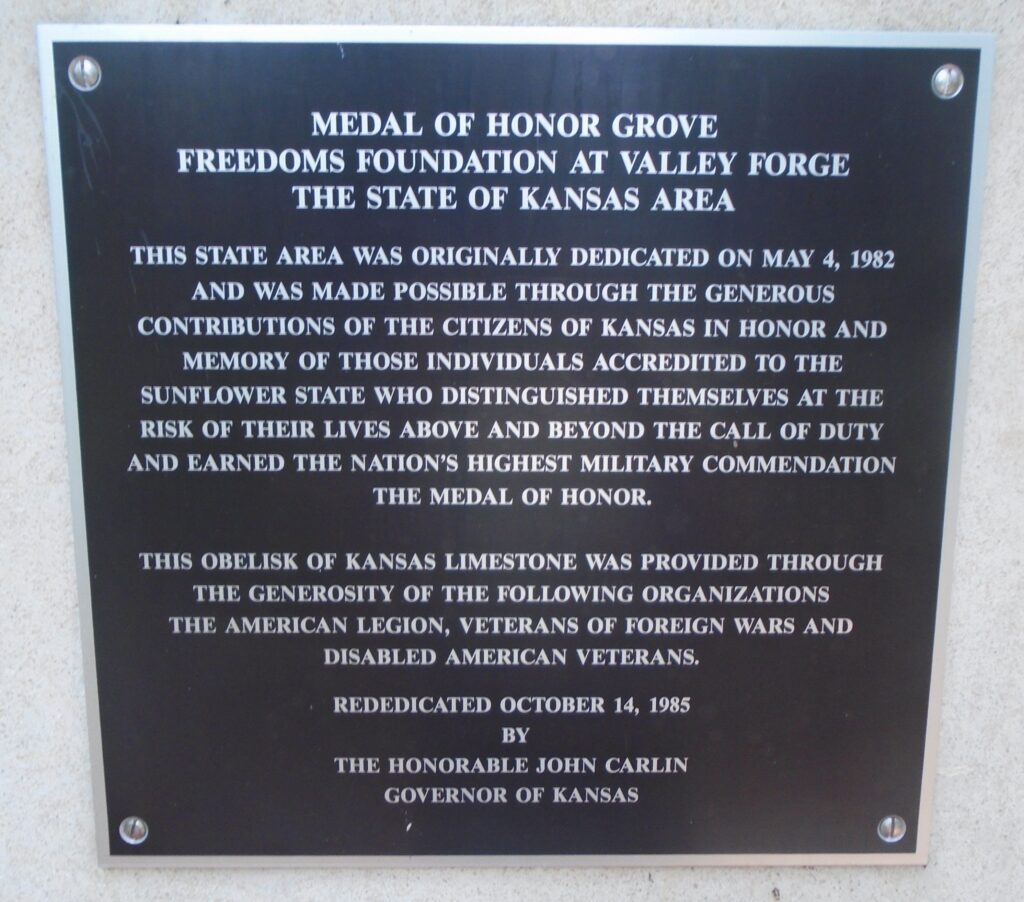 MEDAL OF HONOR GROVE
FREEDOMS FOUNDATION AT VALLEY FORGE
THE STATE OF KANSAS AREA
THIS STATE AREA WAS ORIGINALLY DEDICATED ON MAY 4, 1982
AND WAS MADE POSSIBLE THROUGH THE GENEROUS
CONTRIBUTIONS OF THE CITIZENS OF KANSAS IN HONOR AND
MEMORY OF THOSE INDIVIDUALS ACCREDITED TO THE
SUNFLOWER STATE WHO DISTINGUISHED THEMSELVES AT THE
RISK OF THEIR LIVES ABOVE AND BEYOND THE CALL OF DUTY
AND EARNED THE NATION'S HIGHEST MILITARY COMMENDATION
THE MEDAL OF HONOR.
THIS OBELISK OF KANSAS LIMESTONE WAS PROVIDED THROUGH
THE GENEROSITY OF THE FOLLOWING ORGANIZATIONS
THE AMERICAN LEGION, VETERANS OF FOREIGN WARS AND
DISABLED AMERICAN VETERANS.
REDEDICATED OCTOBER 14, 1985
BY
THE HONORABLE JOHN CARLIN
GOVERNOR OF KANSAS